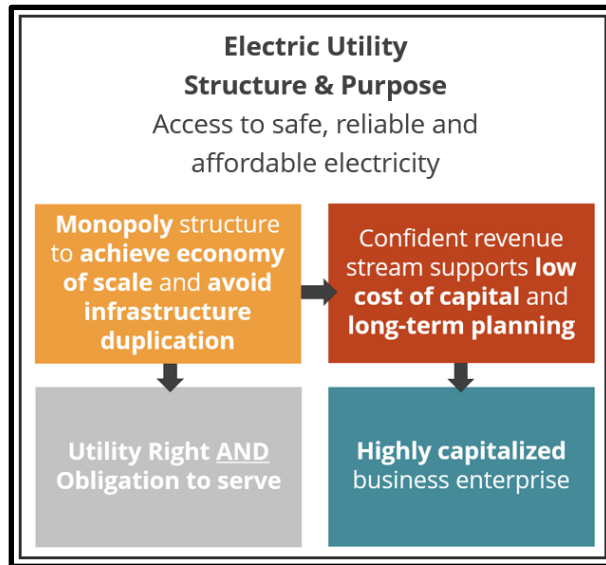 Electric Utility
Structure & Purpose
Access to safe, reliable and
affordable electricity
Monopoly structure
to achieve economy
of scale and avoid
infrastructure
duplication
Confident revenue
stream supports low
cost of capital and
long-term planning
Utility Right AND
Obligation to serve
Highly capitalized
business enterprise